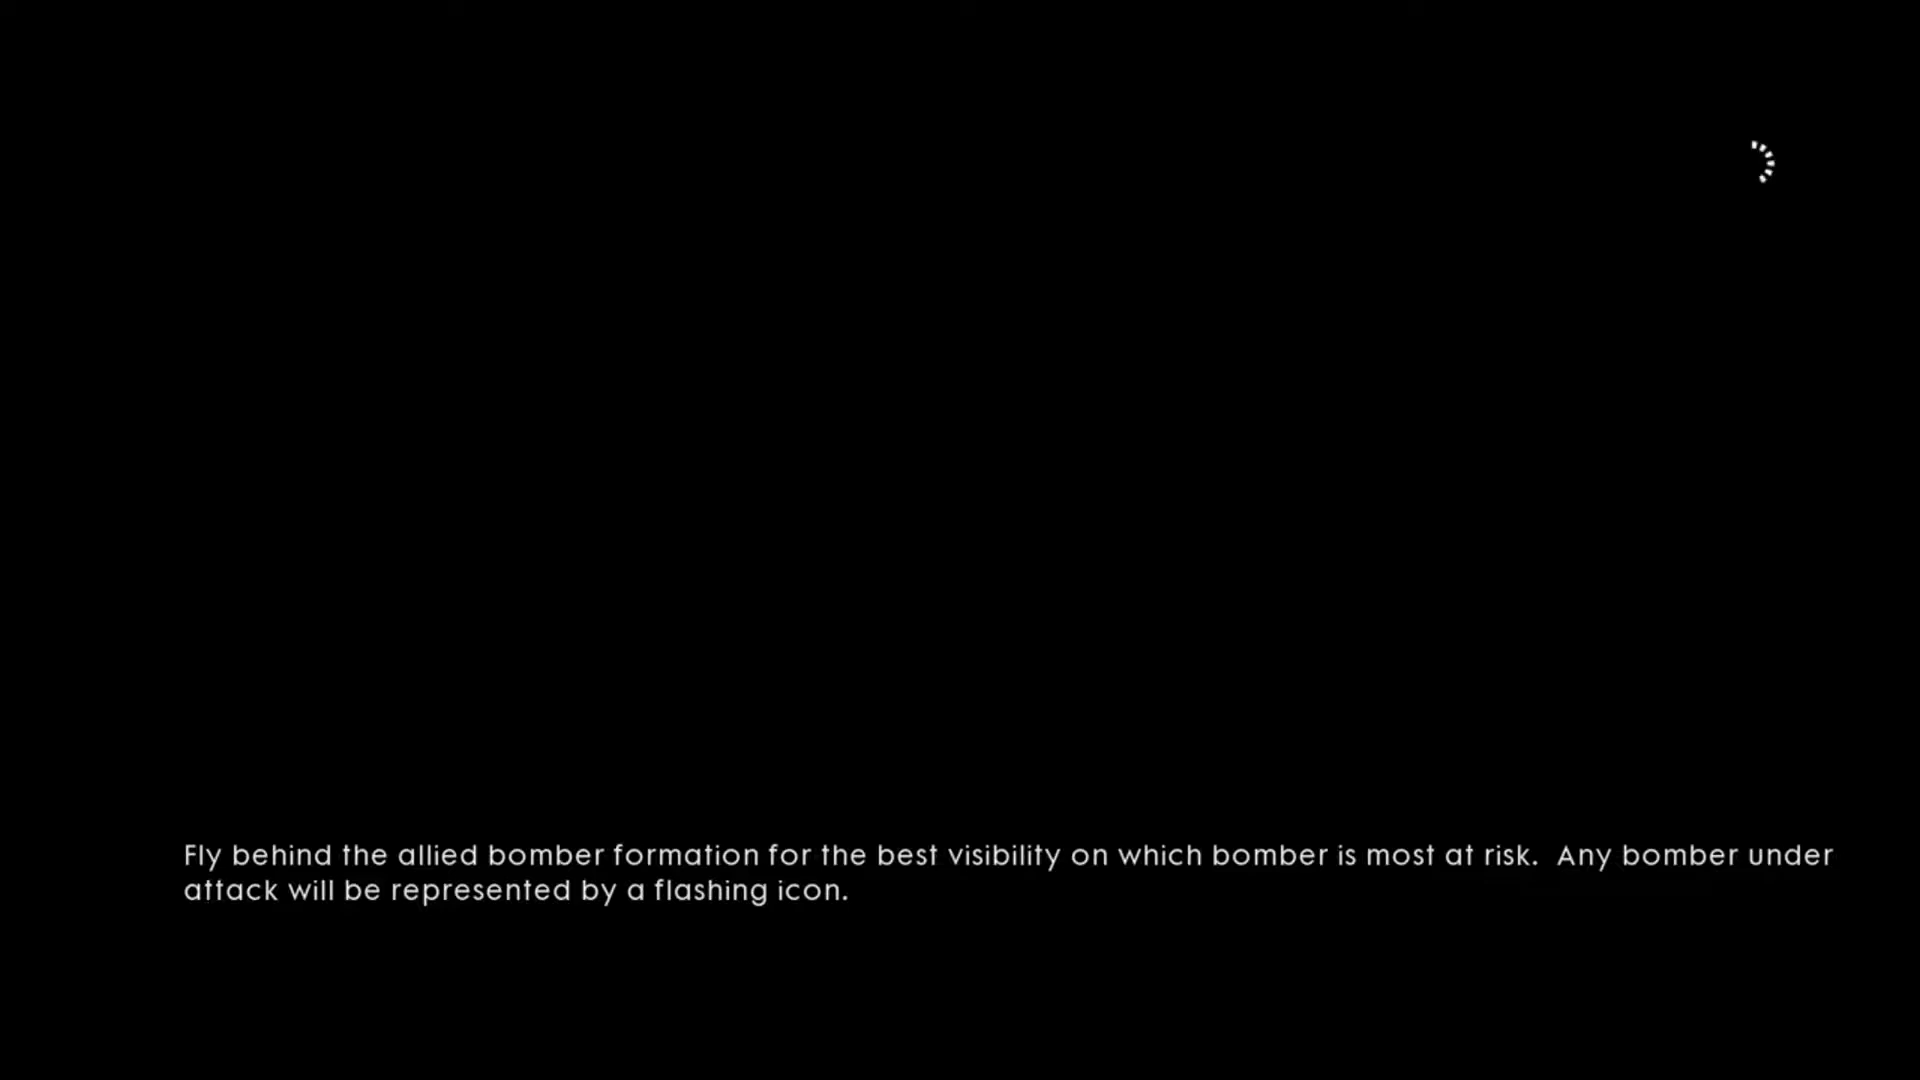 Fly behind the allied bomber formation for the best visibility on which bomber is most at risk.  Any bomber under
attack will be represented by a flashing icon.